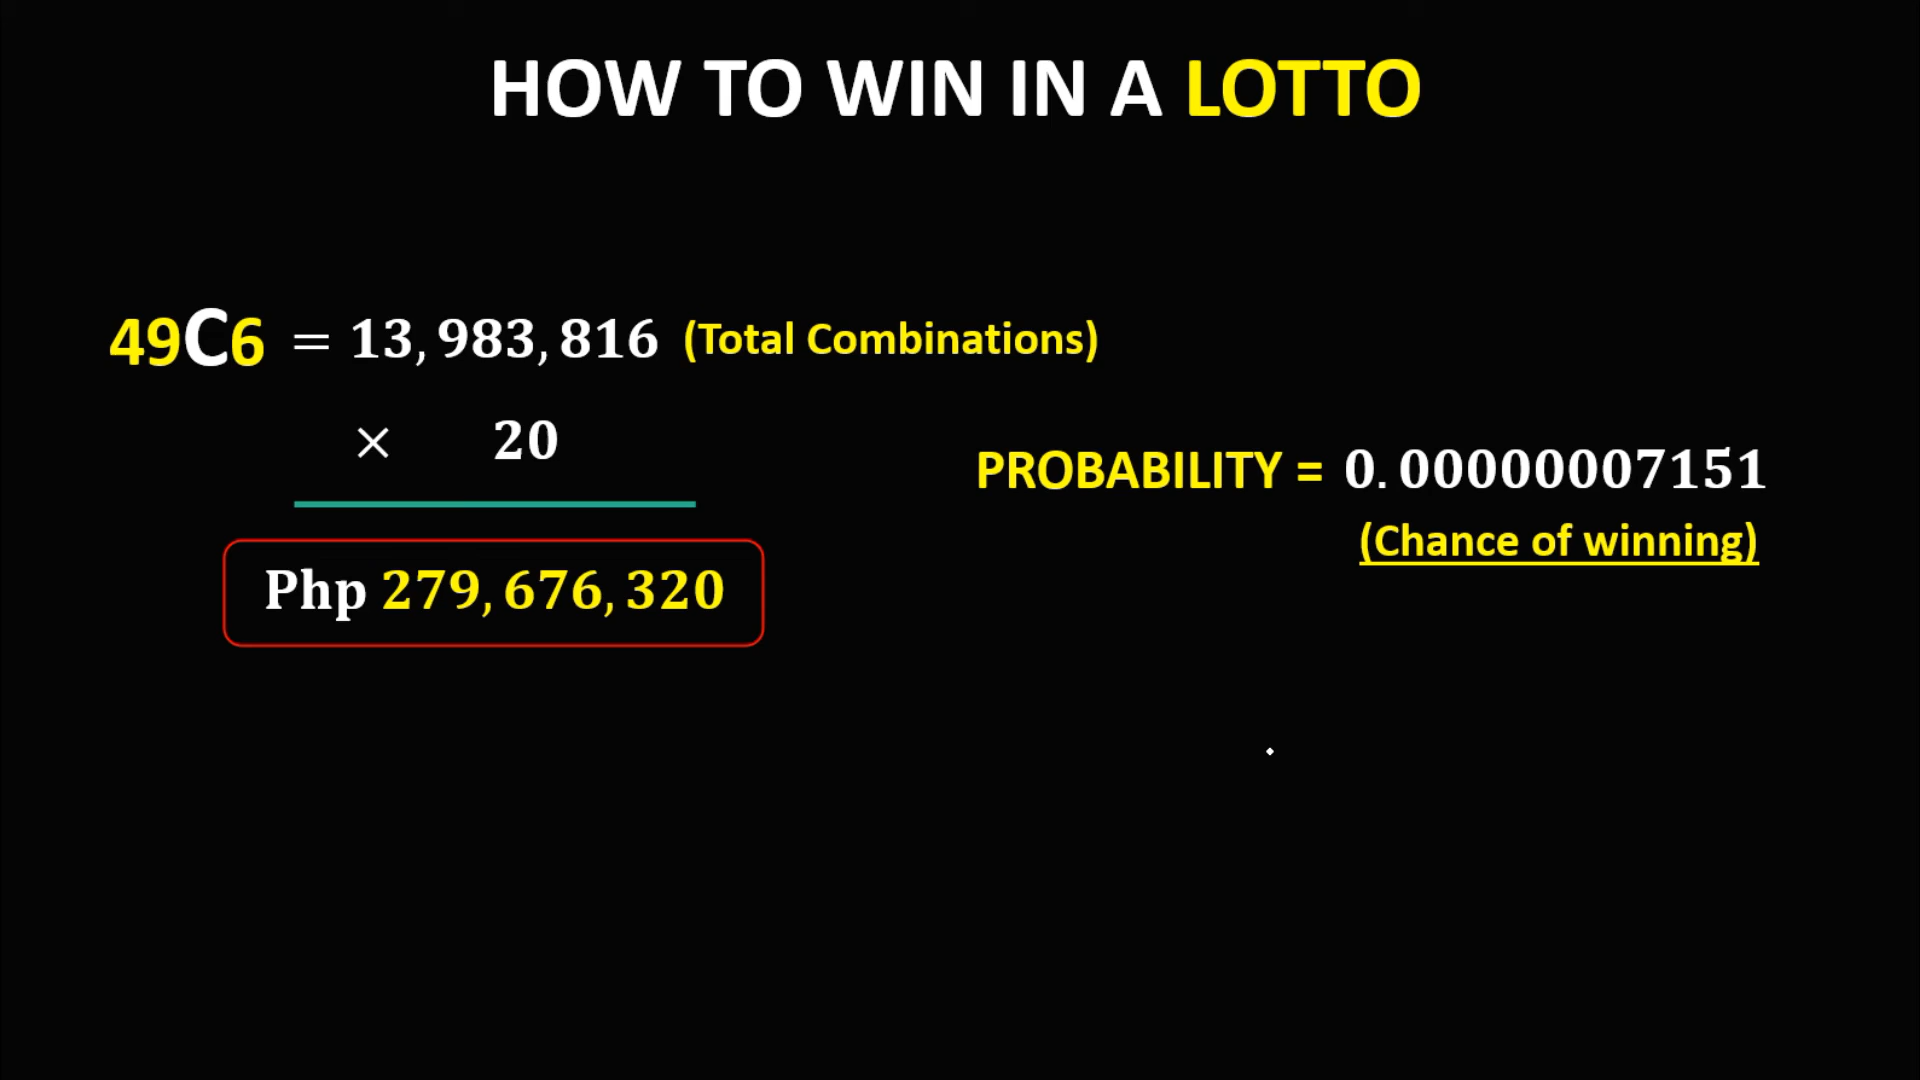 HOW TO WIN IN A LOTTO
49C6 = 13,983,816 (Total Combinations)
× 20
PROBABILITY = 0.00000007151
(Chance of winning)
Php 279,676,320